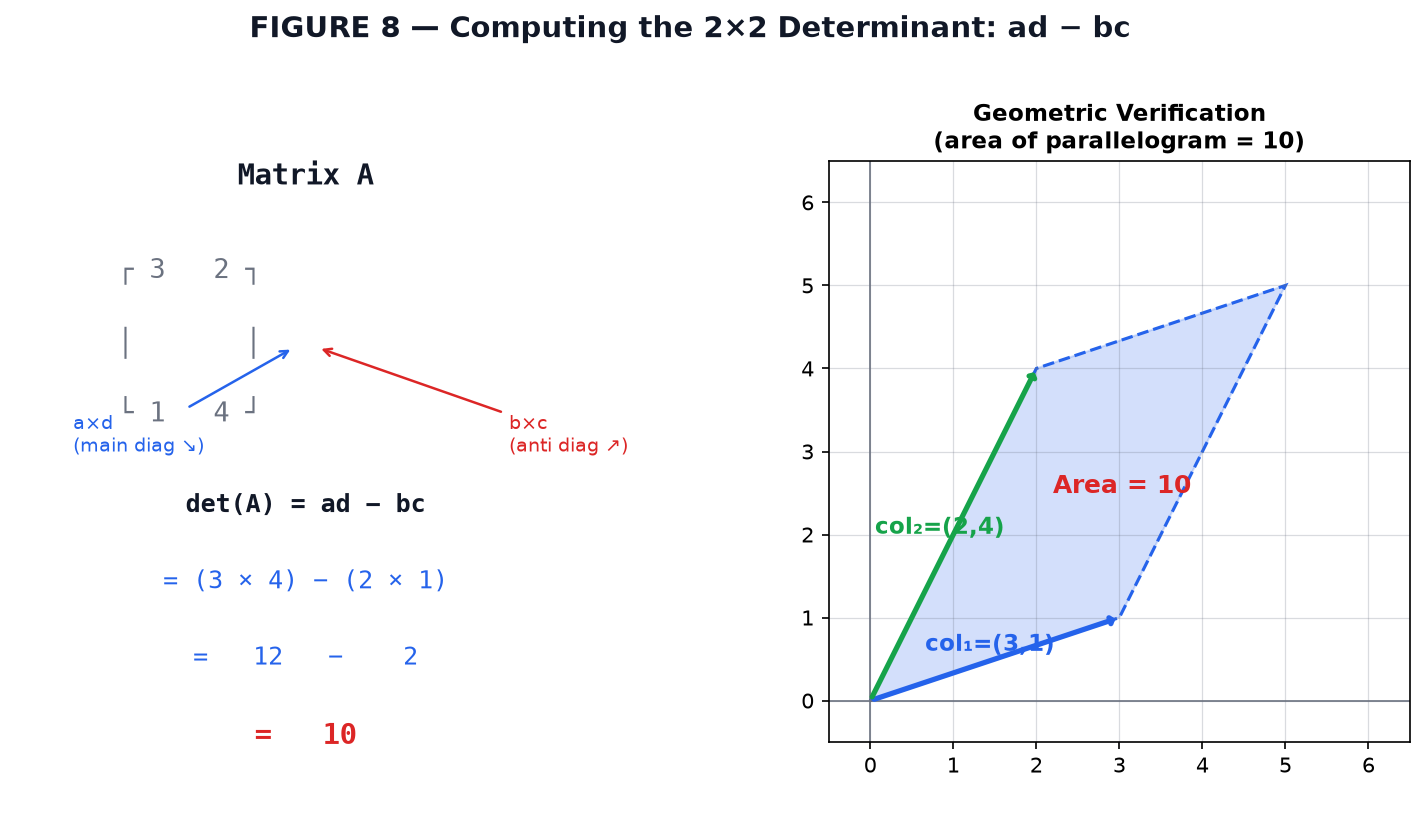 FIGURE 8 — Computing the 2×2 Determinant: ad − bc
Matrix A
┌ 3   2 ┐
│       │
└ 1   4 ┘
a×d
(main diag ↘)
b×c
(anti diag ↗)
det(A) = ad − bc
= (3 × 4) − (2 × 1)
=   12   −    2
=   10
Geometric Verification
(area of parallelogram = 10)
6
5
4
3
2
1
0
Area = 10
col₂=(2,4)
col₁=(3,1)
0 1 2 3 4 5 6